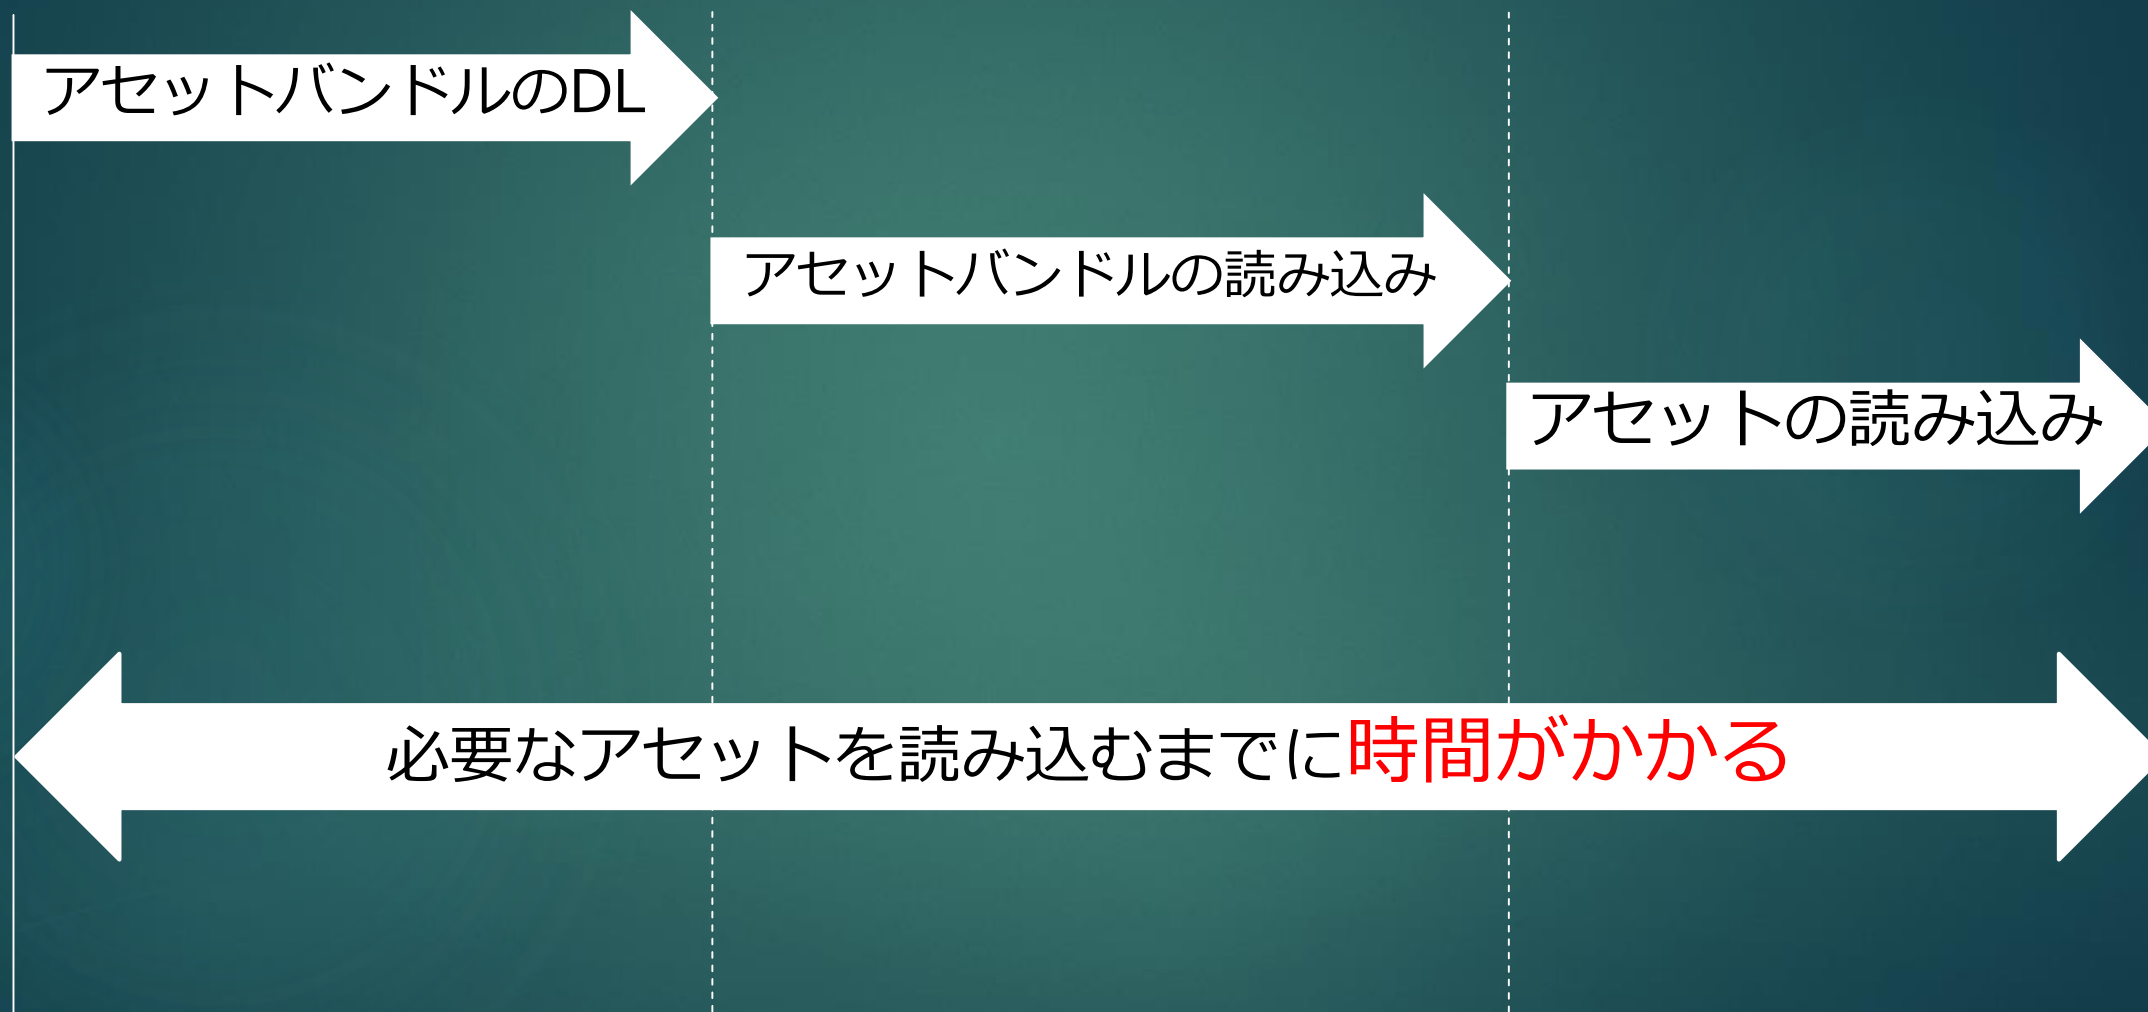 アセットバンドルのDL
アセットバンドルの読み込み
アセットの読み込み
必要なアセットを読み込むまでに時間がかかる